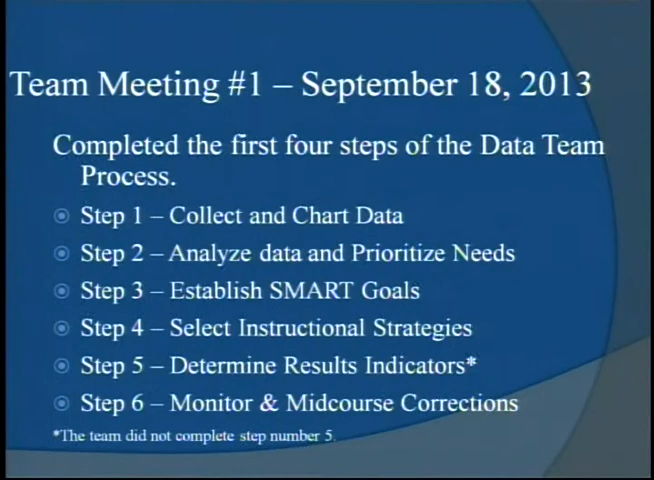 Team Meeting #1 – September 18, 2013
Completed the first four steps of the Data Team
Process.
Step 1 – Collect and Chart Data
Step 2 – Analyze data and Prioritize Needs
Step 3 – Establish SMART Goals
Step 4 – Select Instructional Strategies
Step 5 – Determine Results Indicators*
Step 6 – Monitor & Midcourse Corrections
*The team did not complete step number 5.